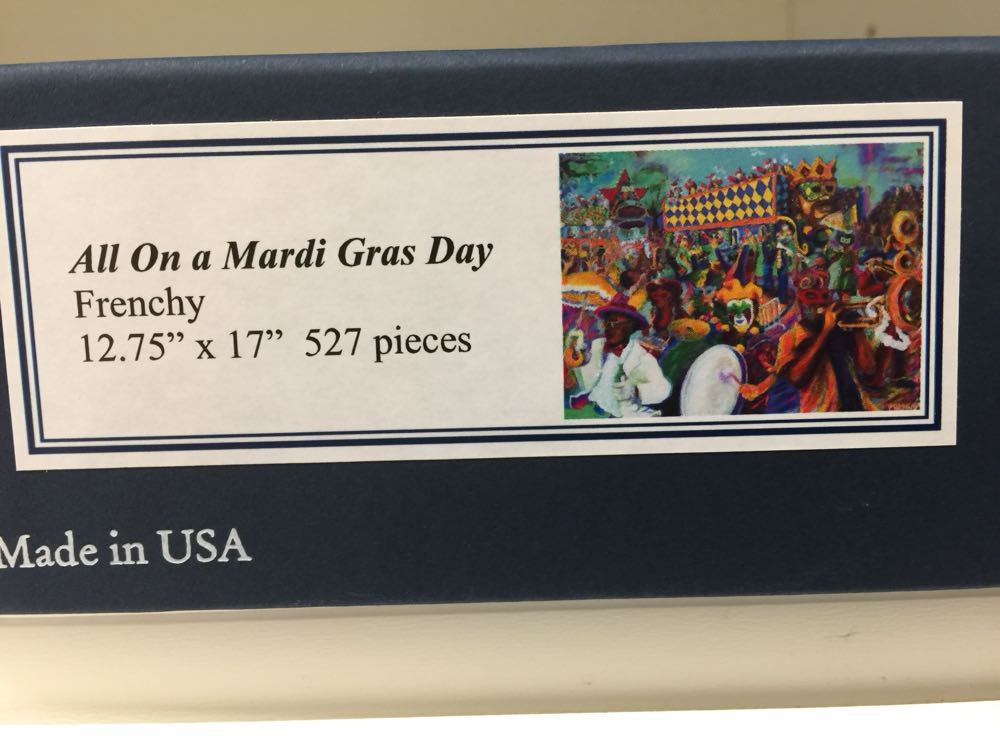 All On a Mardi Gras Day
Frenchy
12.75” x 17” 527 pieces
Made in USA